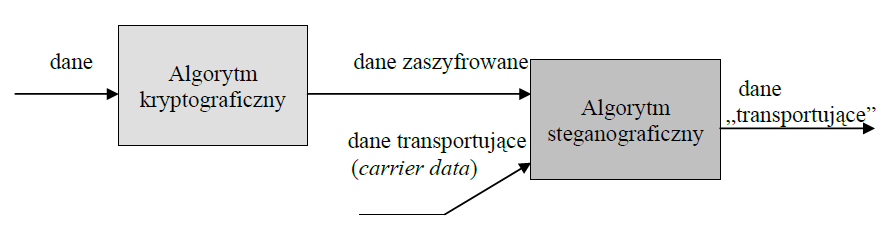 dane
Algorytm
kryptograficzny
dane zaszyfrowane
dane transportujące
(carrier data)
Algorytm
steganograficzny
dane
„transportujące”